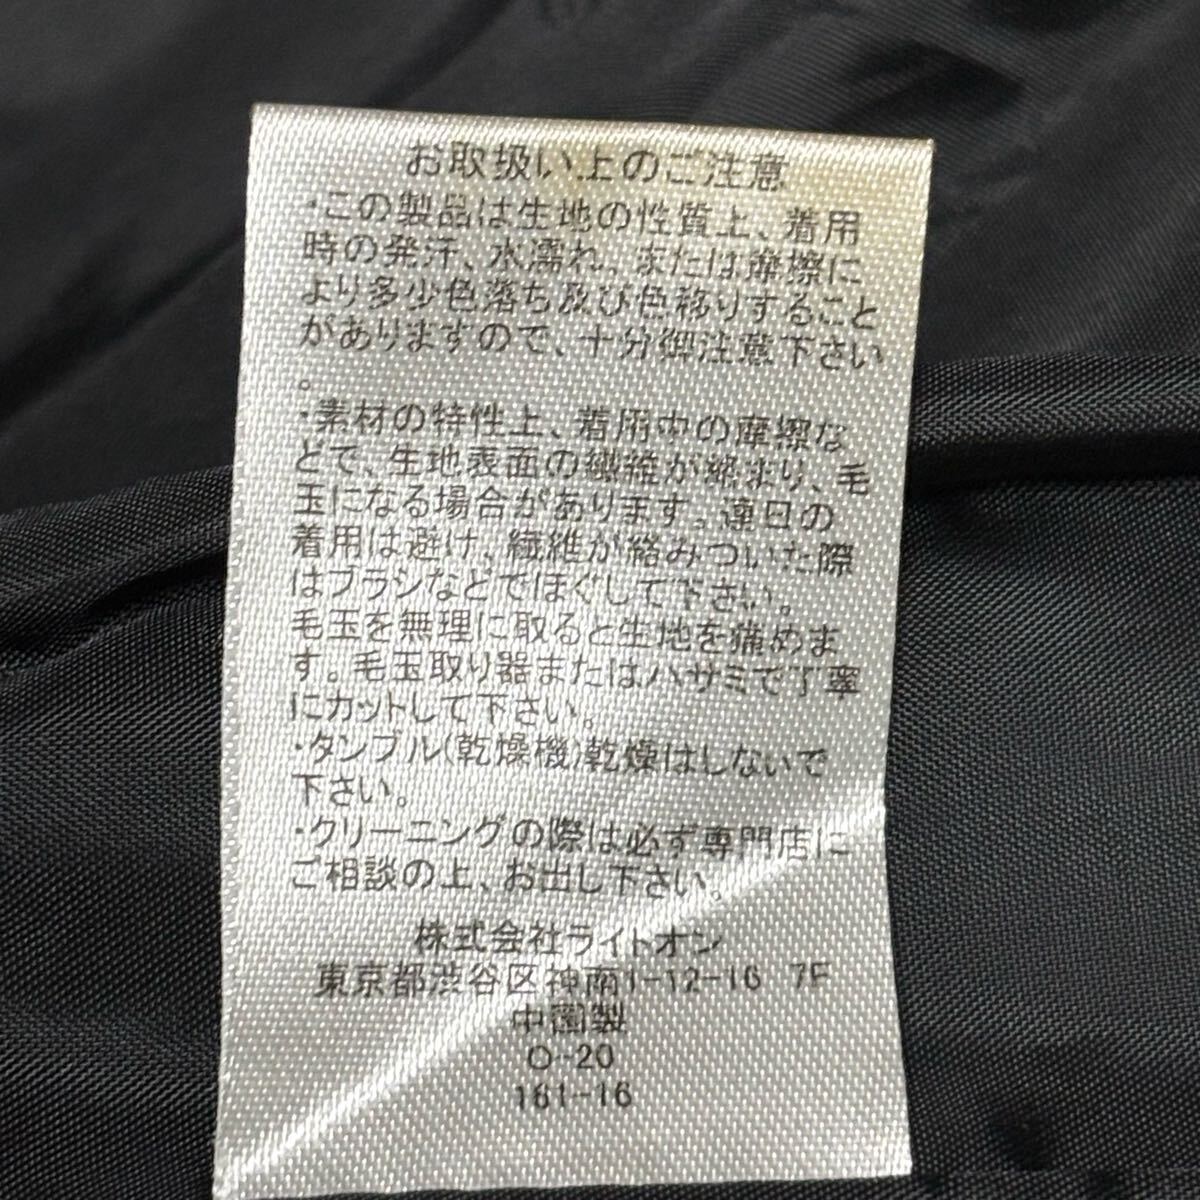 お取扱い上のご注意
・この製品は生地の性質上、着用
時の発汗、水濡れ。または摩擦に
より多少色落ち及び色移りすること
がありますので、十分御注意下さい
。
・素材の特性上、着用中の摩擦な
どで、生地表面の繊維が絡まり、毛
玉になる場合があります。連日の
着用は避け、繊維が絡みついた際
はブラシなどでほぐして下さい。
毛玉を無理に取ると生地を痛めま
す。毛玉取り器またはハサミで丁寧
にカットして下さい。
・タンブル(乾燥機)乾燥はしないで
下さい。
・クリーニングの際は必ず専門店に
ご相談の上、お出し下さい。
株式会社ライトオン
東京都渋谷区神南1-12-16 7F
中国製
O-20
161-16